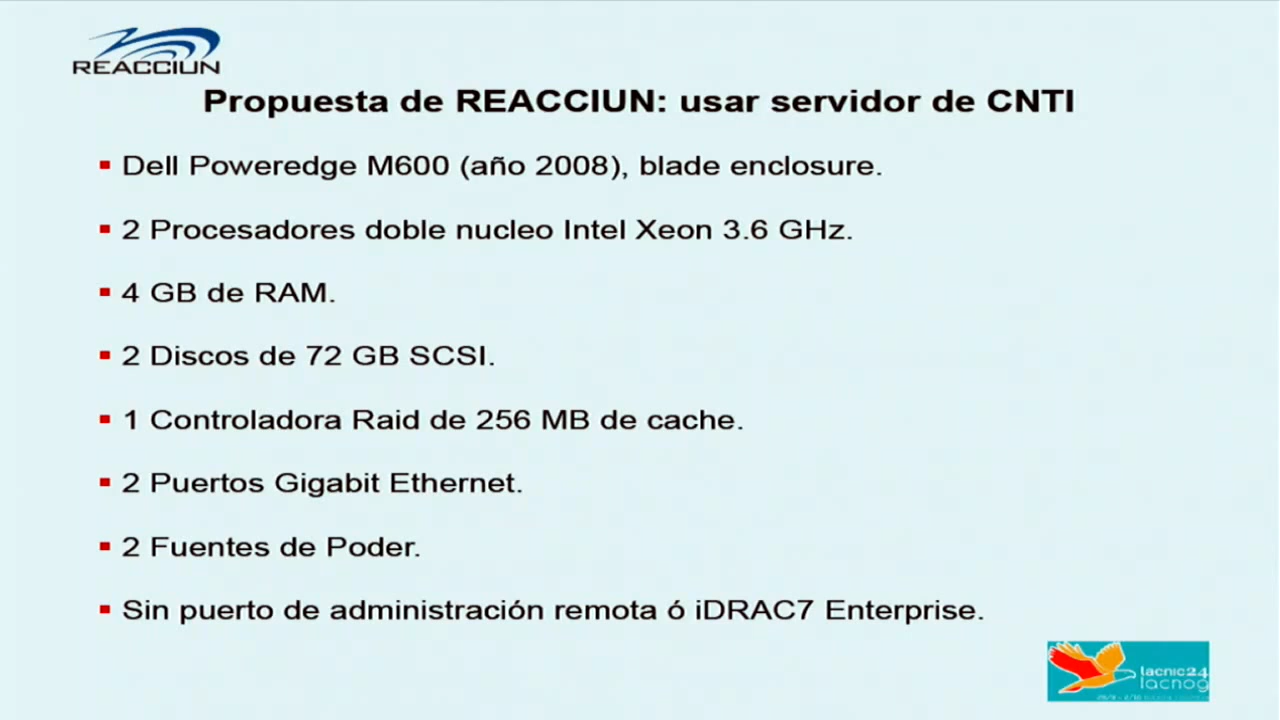 REACCIUN
Propuesta de REACCIUN: usar servidor de CNTI
Dell Poweredge M600 (año 2008), blade enclosure.
2 Procesadores doble nucleo Intel Xeon 3.6 GHz.
4 GB de RAM.
2 Discos de 72 GB SCSI.
1 Controladora Raid de 256 MB de cache.
2 Puertos Gigabit Ethernet.
2 Fuentes de Poder.
Sin puerto de administración remota ó iDRAC7 Enterprise.
lacnic24
lacnog